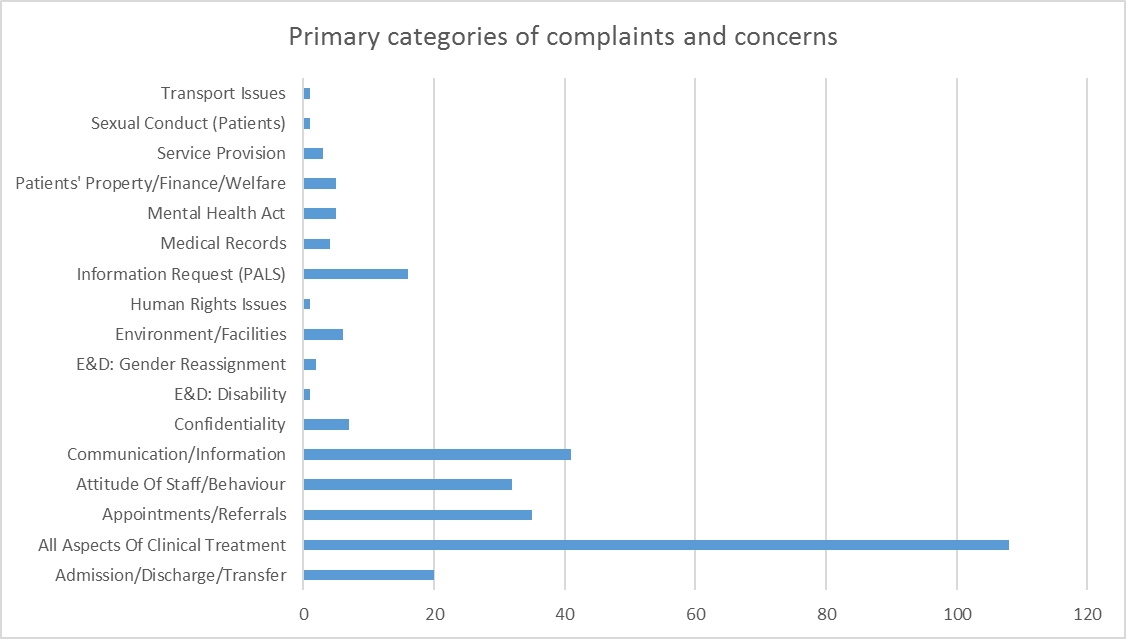 Primary categories of complaints and concerns
Transport Issues
Sexual Conduct (Patients)
Service Provision
Patients' Property/Finance/Welfare
Mental Health Act
Medical Records
Information Request (PALS)
Human Rights Issues
Environment/Facilities
E&D: Gender Reassignment
E&D: Disability
Confidentiality
Communication/Information
Attitude Of Staff/Behaviour
Appointments/Referrals
All Aspects Of Clinical Treatment
Admission/Discharge/Transfer
0 20 40 60 80 100 120